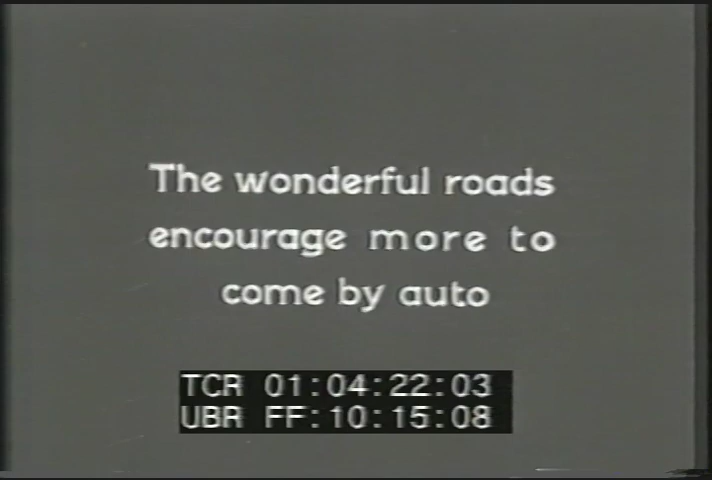 The wonderful roads
encourage more to
come by auto
TCR 01:04:22:03
UBR FF:10:15:08